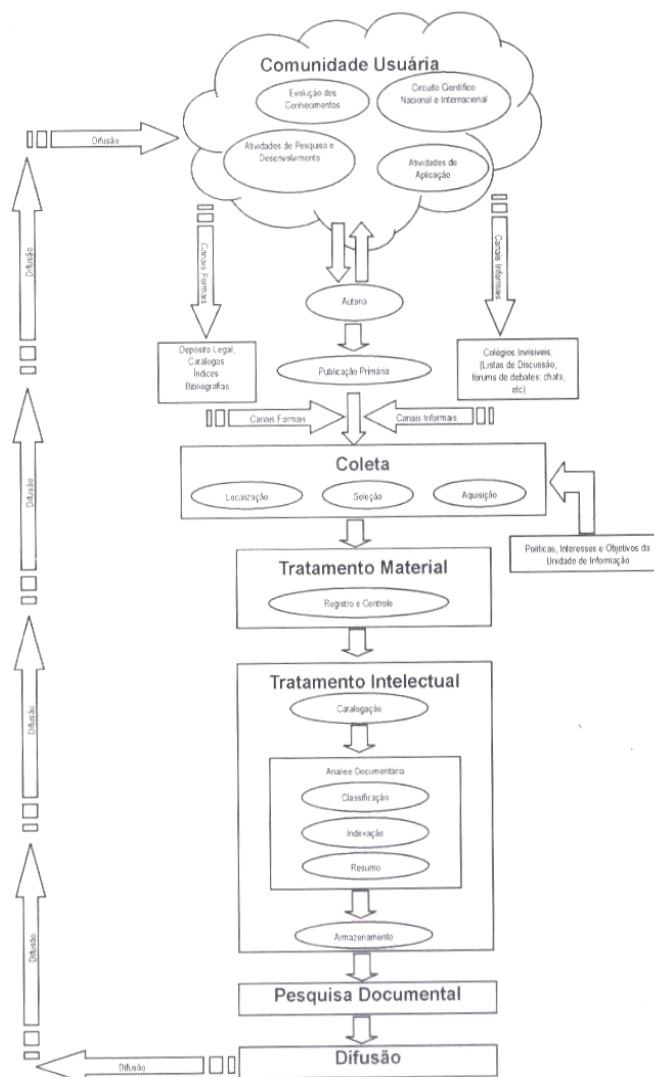 Comunidade Usuária
Evolução dos
Conhecimentos
Circuito Científico
Nacional e Internacional
Atividades de Pesquisa e
Desenvolvimento
Atividades de
Aplicação
Difusão
Difusão
Canais Formais
Canais Informais
Autoria
Depósito Legal,
Catálogos
Índices
Bibliografias
Publicação Primária
Colégios Invisíveis,
(Listas de Discussão,
fóruns de debates, chats,
etc)
Canais Formais
Canais Informais
Difusão
Coleta
Localização
Seleção
Aquisição
Políticas, Interesses e Objetivos da
Unidade de Informação
Tratamento Material
Registro e Controle
Difusão
Tratamento Intelectual
Catalogação
Análise Documentária
Classificação
Indexação
Resumo
Armazenamento
Difusão
Pesquisa Documental
Difusão
Difusão